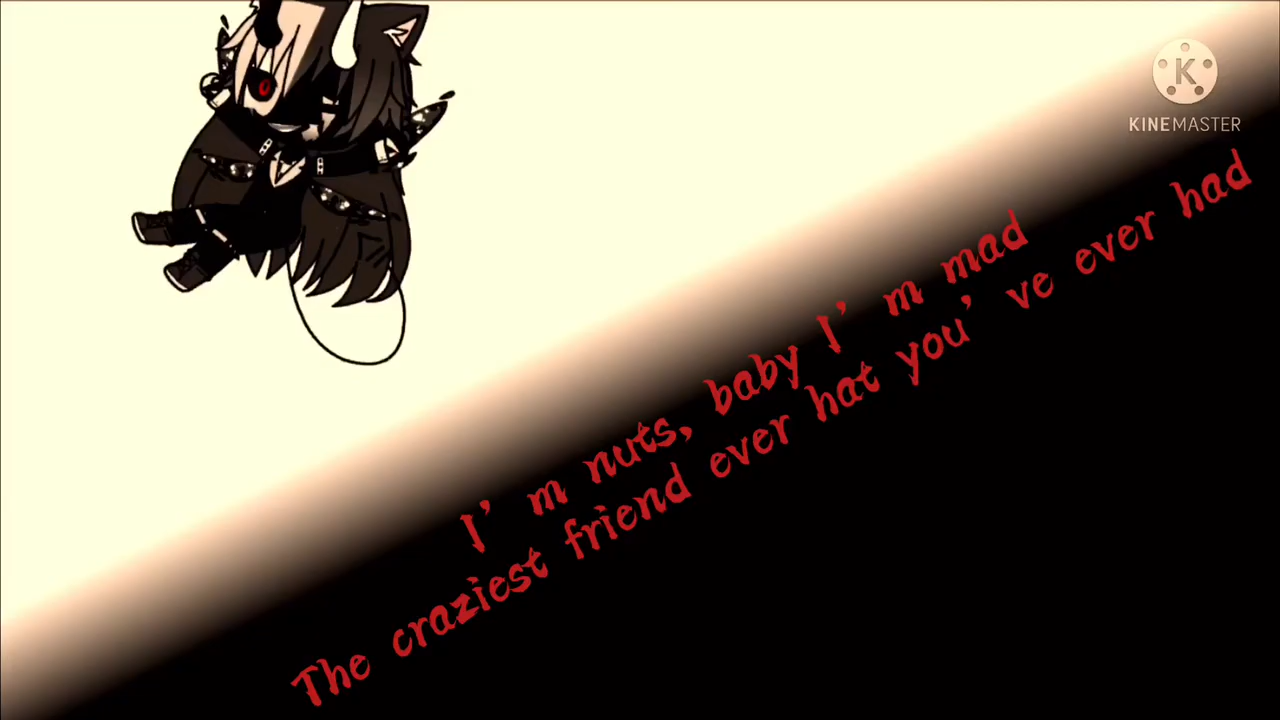 K
KINEMASTER
I'm nuts, baby I'm mad
The craziest friend ever hat you've ever had